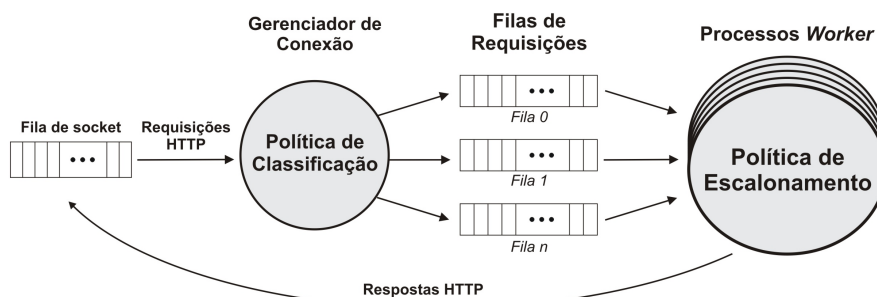 Gerenciador de
Conexão
Filas de
Requisições
Processos Worker
Fila de socket
Requisições
HTTP
Política de
Classificação
Fila 0
Fila 1
Fila n
Política de
Escalonamento
Respostas HTTP